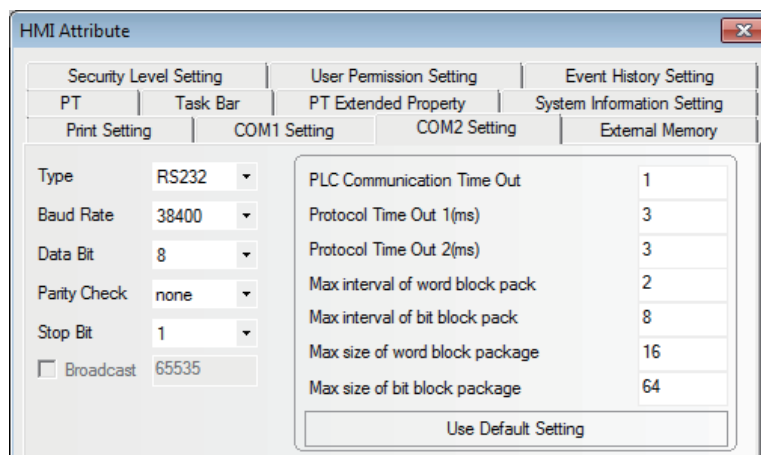 HMI Attribute
Security Level Setting User Permission Setting Event History Setting
PT Task Bar PT Extended Property System Information Setting
Print Setting COM1 Setting COM2 Setting External Memory
Type RS232
Baud Rate 38400
Data Bit 8
Parity Check none
Stop Bit 1
Broadcast 65535
PLC Communication Time Out 1
Protocol Time Out 1(ms) 3
Protocol Time Out 2(ms) 3
Max interval of word block pack 2
Max interval of bit block pack 8
Max size of word block package 16
Max size of bit block package 64
Use Default Setting